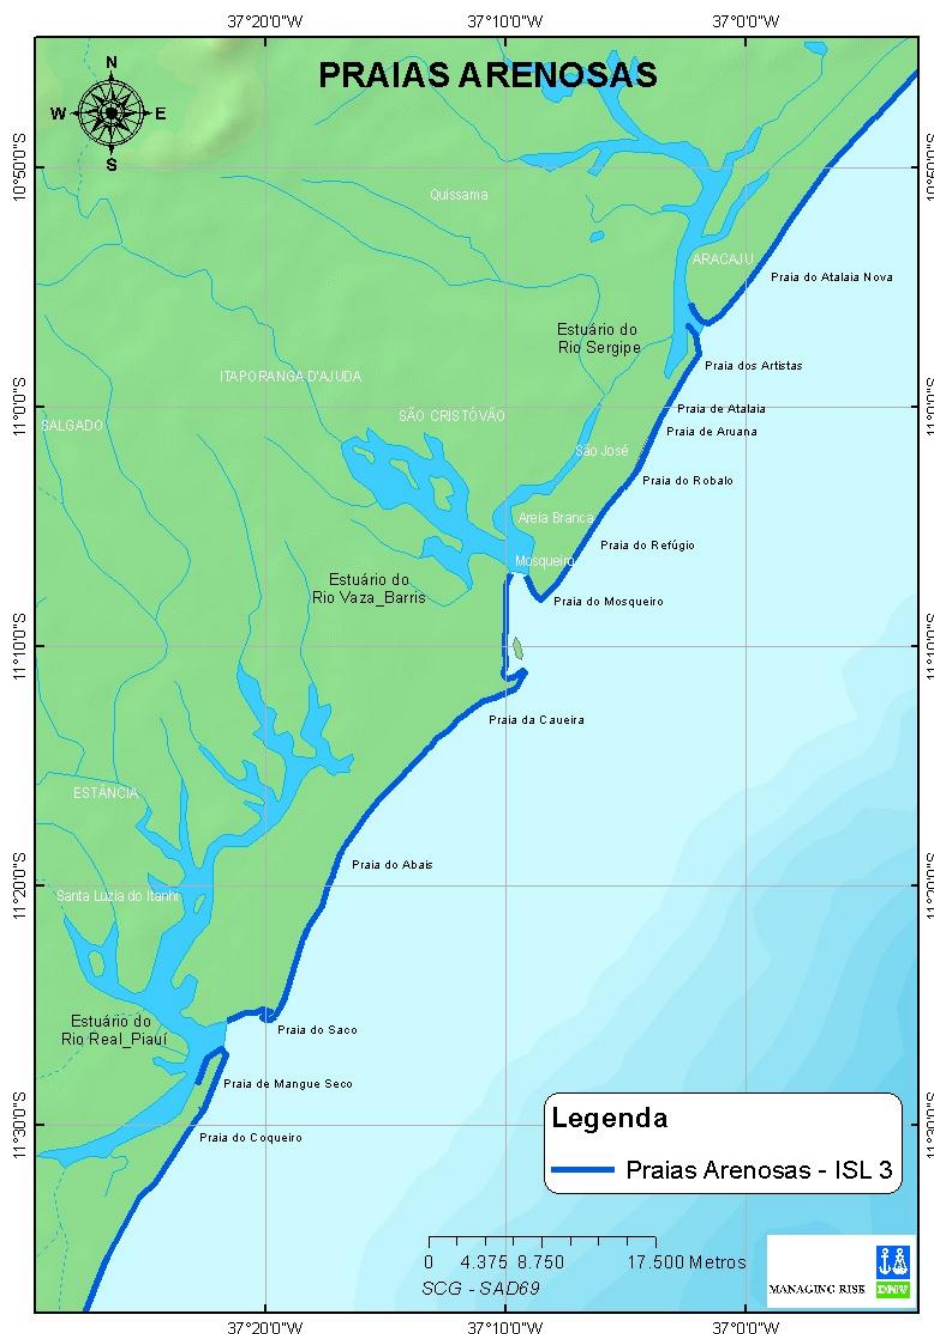 37°20'0"W
37°10'0"W
37°0'0"W
PRAIAS ARENOSAS
N
W
E
S
10°50'0"S
10°50'0"S
Quissama
ARACAJU
Praia do Atalaia Nova
Estuário do
Rio Sergipe
Praia dos Artistas
ITAPORANGA D'AJUDA
11°0'0"S
11°0'0"S
SÃO CRISTÓVÃO
Praia de Atalaia
SALGADO
Praia de Aruana
São José
Praia do Robalo
Areia Branca
Praia do Refúgio
Mosqueiro
Estuário do
Rio Vaza_Barris
Praia do Mosqueiro
11°10'0"S
11°10'0"S
Praia da Caueira
ESTÂNCIA
Praia do Abais
11°20'0"S
11°20'0"S
Santa Luzia do Itanhi
Estuário do
Rio Real_Piauí
Praia do Saco
Praia de Mangue Seco
Praia do Coqueiro
11°30'0"S
11°30'0"S
Legenda
Praias Arenosas - ISL 3
0 4.375 8.750 17.500 Metros
SCG - SAD69
MANAGING RISK
DNV
37°20'0"W
37°10'0"W
37°0'0"W